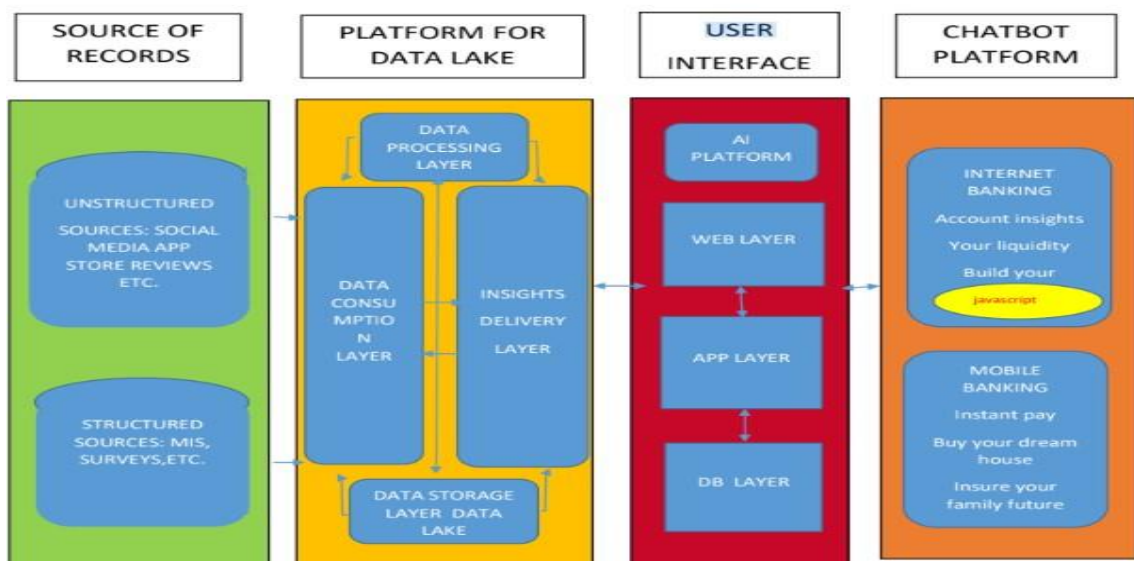 SOURCE OF
RECORDS
PLATFORM FOR
DATA LAKE
USER
INTERFACE
CHATBOT
PLATFORM
UNSTRUCTURED
SOURCES: SOCIAL
MEDIA APP
STORE REVIEWS
ETC.
STRUCTURED
SOURCES: MIS,
SURVEYS,ETC.
DATA
PROCESSING
LAYER
DATA
CONSU
MPTIO
N
LAYER
INSIGHTS
DELIVERY
LAYER
DATA STORAGE
LAYER DATA
LAKE
AI
PLATFORM
WEB LAYER
APP LAYER
DB LAYER
INTERNET
BANKING
Account insights
Your liquidity
Build your
javascript
MOBILE
BANKING
Instant pay
Buy your dream
house
Insure your
family future